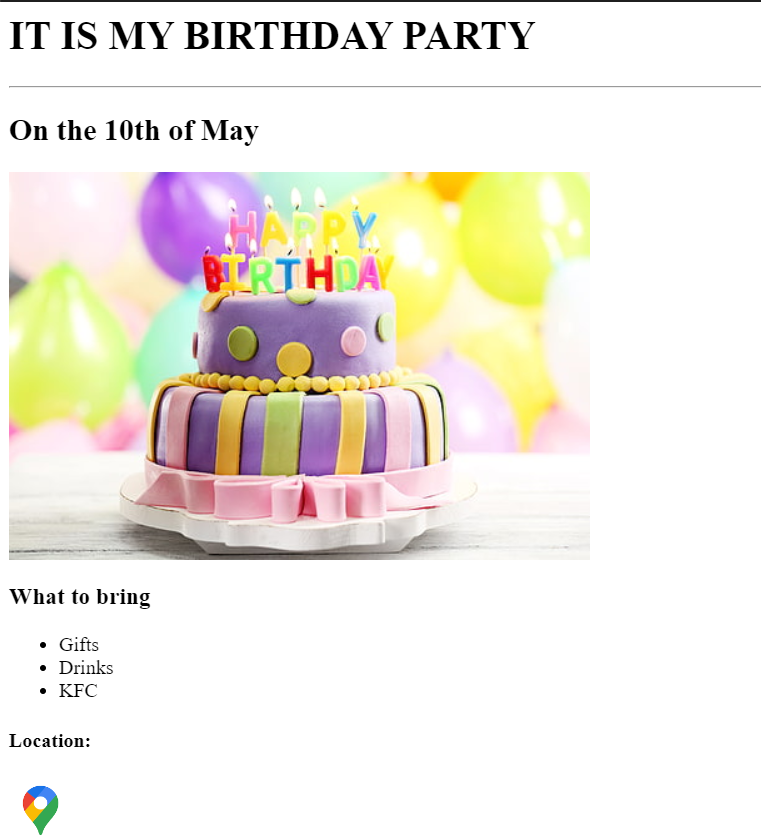 IT IS MY BIRTHDAY PARTY
On the 10th of May
HAPPY
BIRTHDAY
What to bring
Gifts
Drinks
KFC
Location: